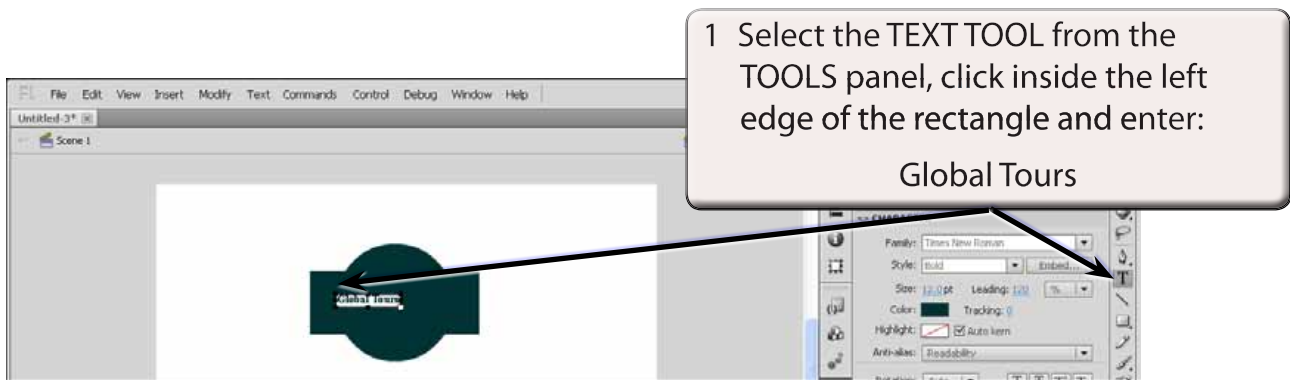 1 Select the TEXT TOOL from the
TOOLS panel, click inside the left
edge of the rectangle and enter:
Global Tours
File Edit View Insert Modify Text Commands Control Debug Window Help
Untitled-3*
Scene 1
Global Tours
Family: Times New Roman
Style: Bold Embed...
Size: 12.0 pt Leading: 120 %
Color: Tracking: 0
Highlight: Auto kern
Anti-alias: Readability
T